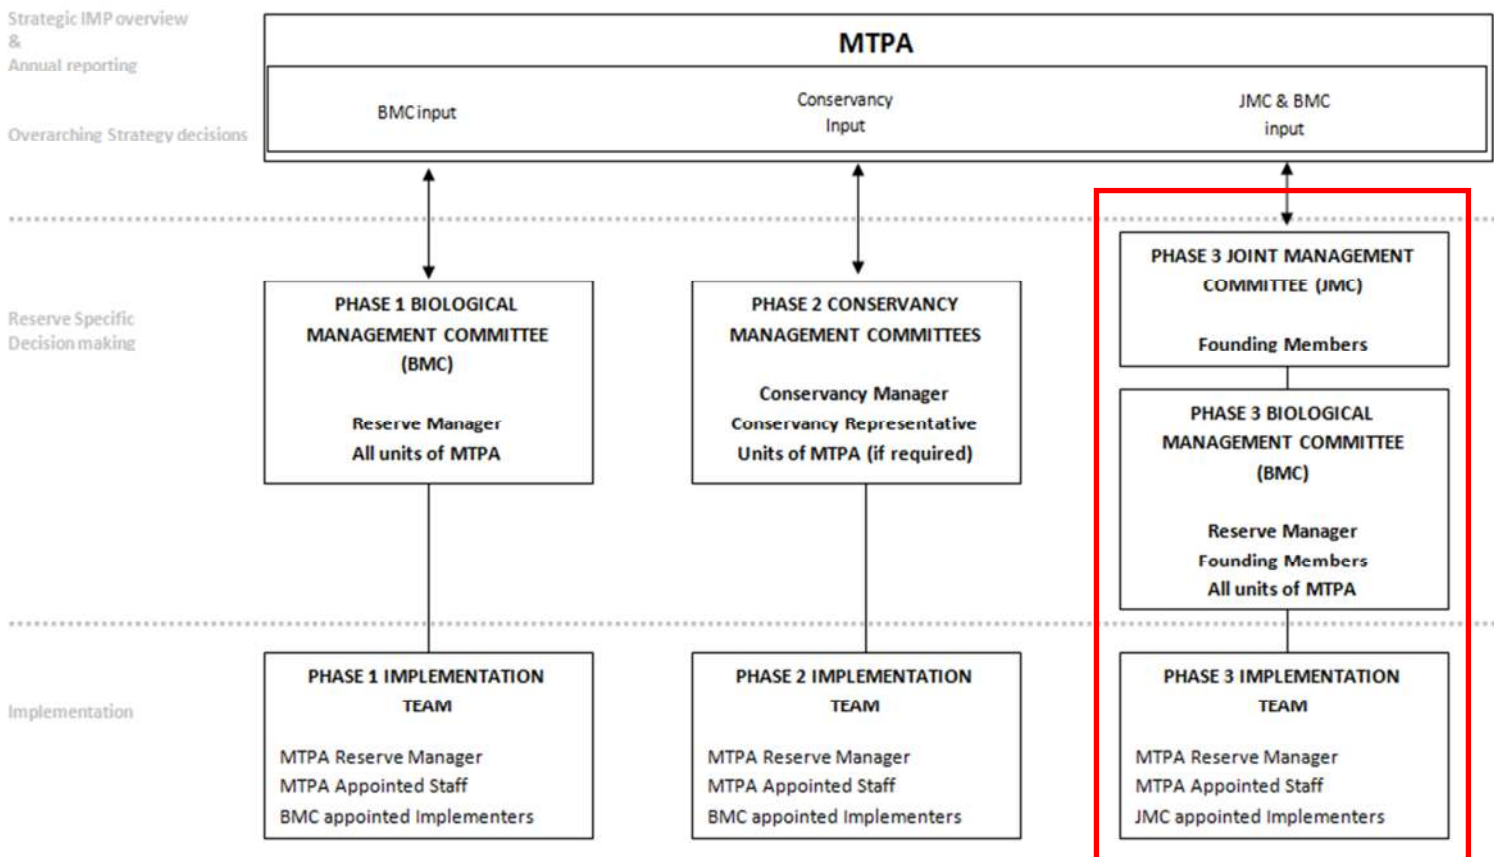 Strategic IMP overview
&
Annual reporting
Overarching Strategy decisions
MTPA
BMC input
Conservancy
Input
JMC & BMC
input
Reserve Specific
Decision making
PHASE 1 BIOLOGICAL
MANAGEMENT COMMITTEE
(BMC)
Reserve Manager
All units of MTPA
PHASE 2 CONSERVANCY
MANAGEMENT COMMITTEES
Conservancy Manager
Conservancy Representative
Units of MTPA (if required)
PHASE 3 JOINT MANAGEMENT
COMMITTEE (JMC)
Founding Members
PHASE 3 BIOLOGICAL
MANAGEMENT COMMITTEE
(BMC)
Reserve Manager
Founding Members
All units of MTPA
Implementation
PHASE 1 IMPLEMENTATION
TEAM
MTPA Reserve Manager
MTPA Appointed Staff
BMC appointed Implementers
PHASE 2 IMPLEMENTATION
TEAM
MTPA Reserve Manager
MTPA Appointed Staff
BMC appointed Implementers
PHASE 3 IMPLEMENTATION
TEAM
MTPA Reserve Manager
MTPA Appointed Staff
JMC appointed Implementers